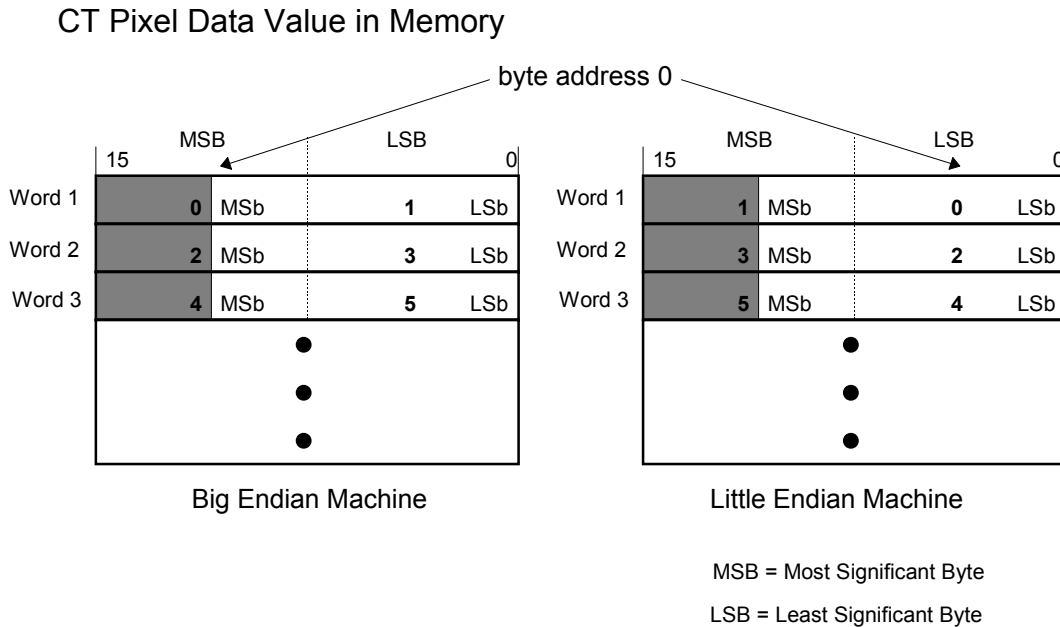 CT Pixel Data Value in Memory
byte address 0
MSB LSB
15 0
Word 1 0 MSb 1 LSb
Word 2 2 MSb 3 LSb
Word 3 4 MSb 5 LSb
Big Endian Machine
MSB LSB
15 0
Word 1 1 MSb 0 LSb
Word 2 3 MSb 2 LSb
Word 3 5 MSb 4 LSb
Little Endian Machine
MSB = Most Significant Byte
LSB = Least Significant Byte